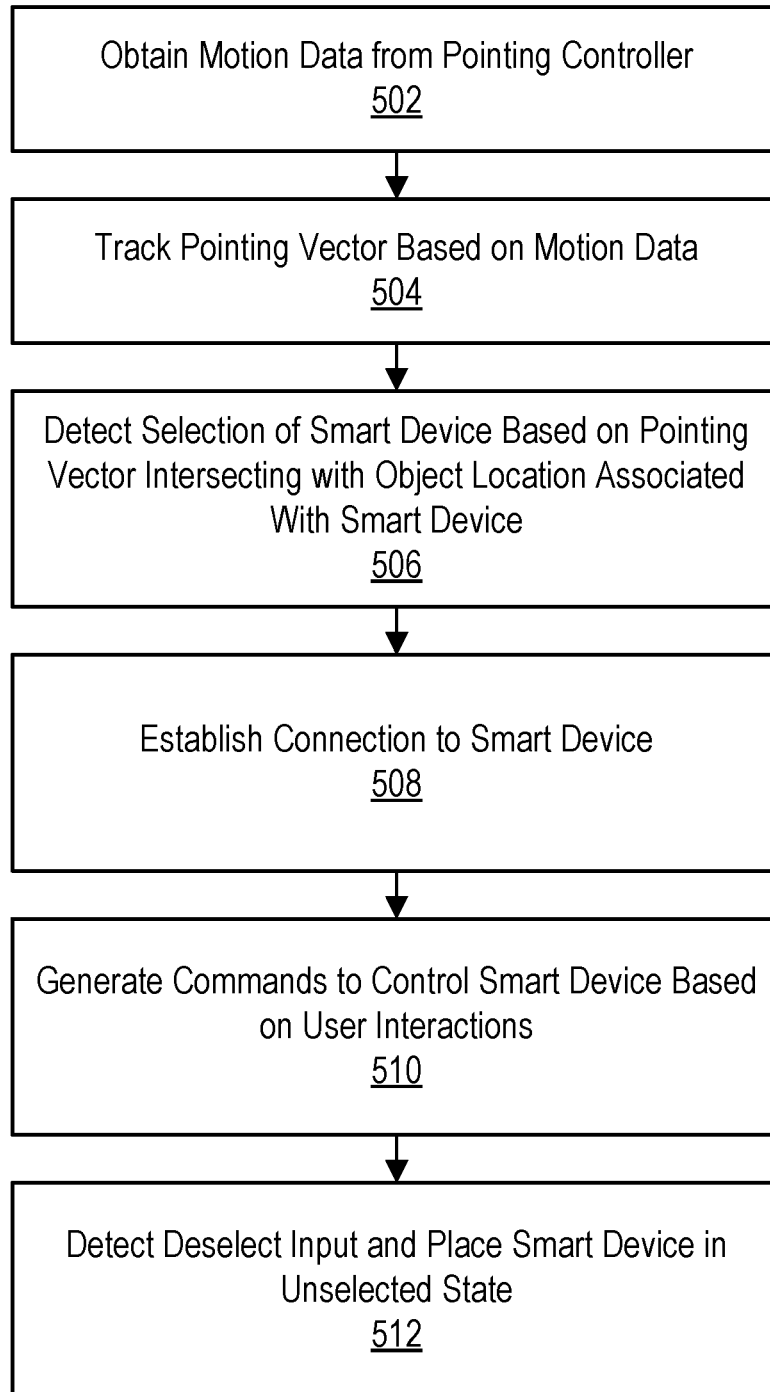 Obtain Motion Data from Pointing Controller
502
Track Pointing Vector Based on Motion Data
504
Detect Selection of Smart Device Based on Pointing
Vector Intersecting with Object Location Associated
With Smart Device
506
Establish Connection to Smart Device
508
Generate Commands to Control Smart Device Based
on User Interactions
510
Detect Deselect Input and Place Smart Device in
Unselected State
512